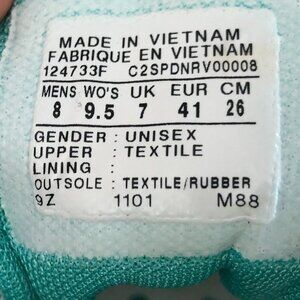 MADE IN VIETNAM
FABRIQUE EN VIETNAM
124733F C2SPDNRV00008
MENS WO'S UK EUR CM
8 9.5 7 41 26
GENDER : UNISEX
UPPER : TEXTILE
LINING :
OUTSOLE : TEXTILE/RUBBER
9Z 1101 M88